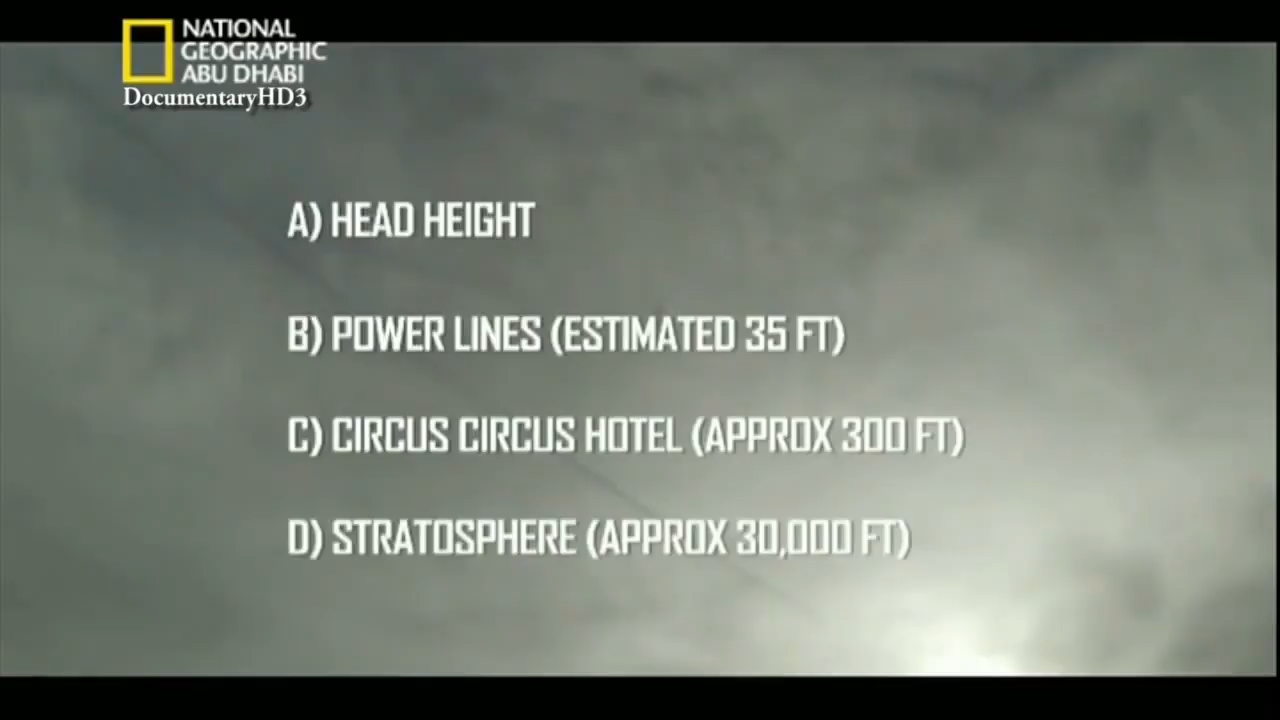 NATIONAL
GEOGRAPHIC
ABU DHABI
DocumentaryHD3
A) HEAD HEIGHT
B) POWER LINES (ESTIMATED 35 FT)
C) CIRCUS CIRCUS HOTEL (APPROX 300 FT)
D) STRATOSPHERE (APPROX 30,000 FT)